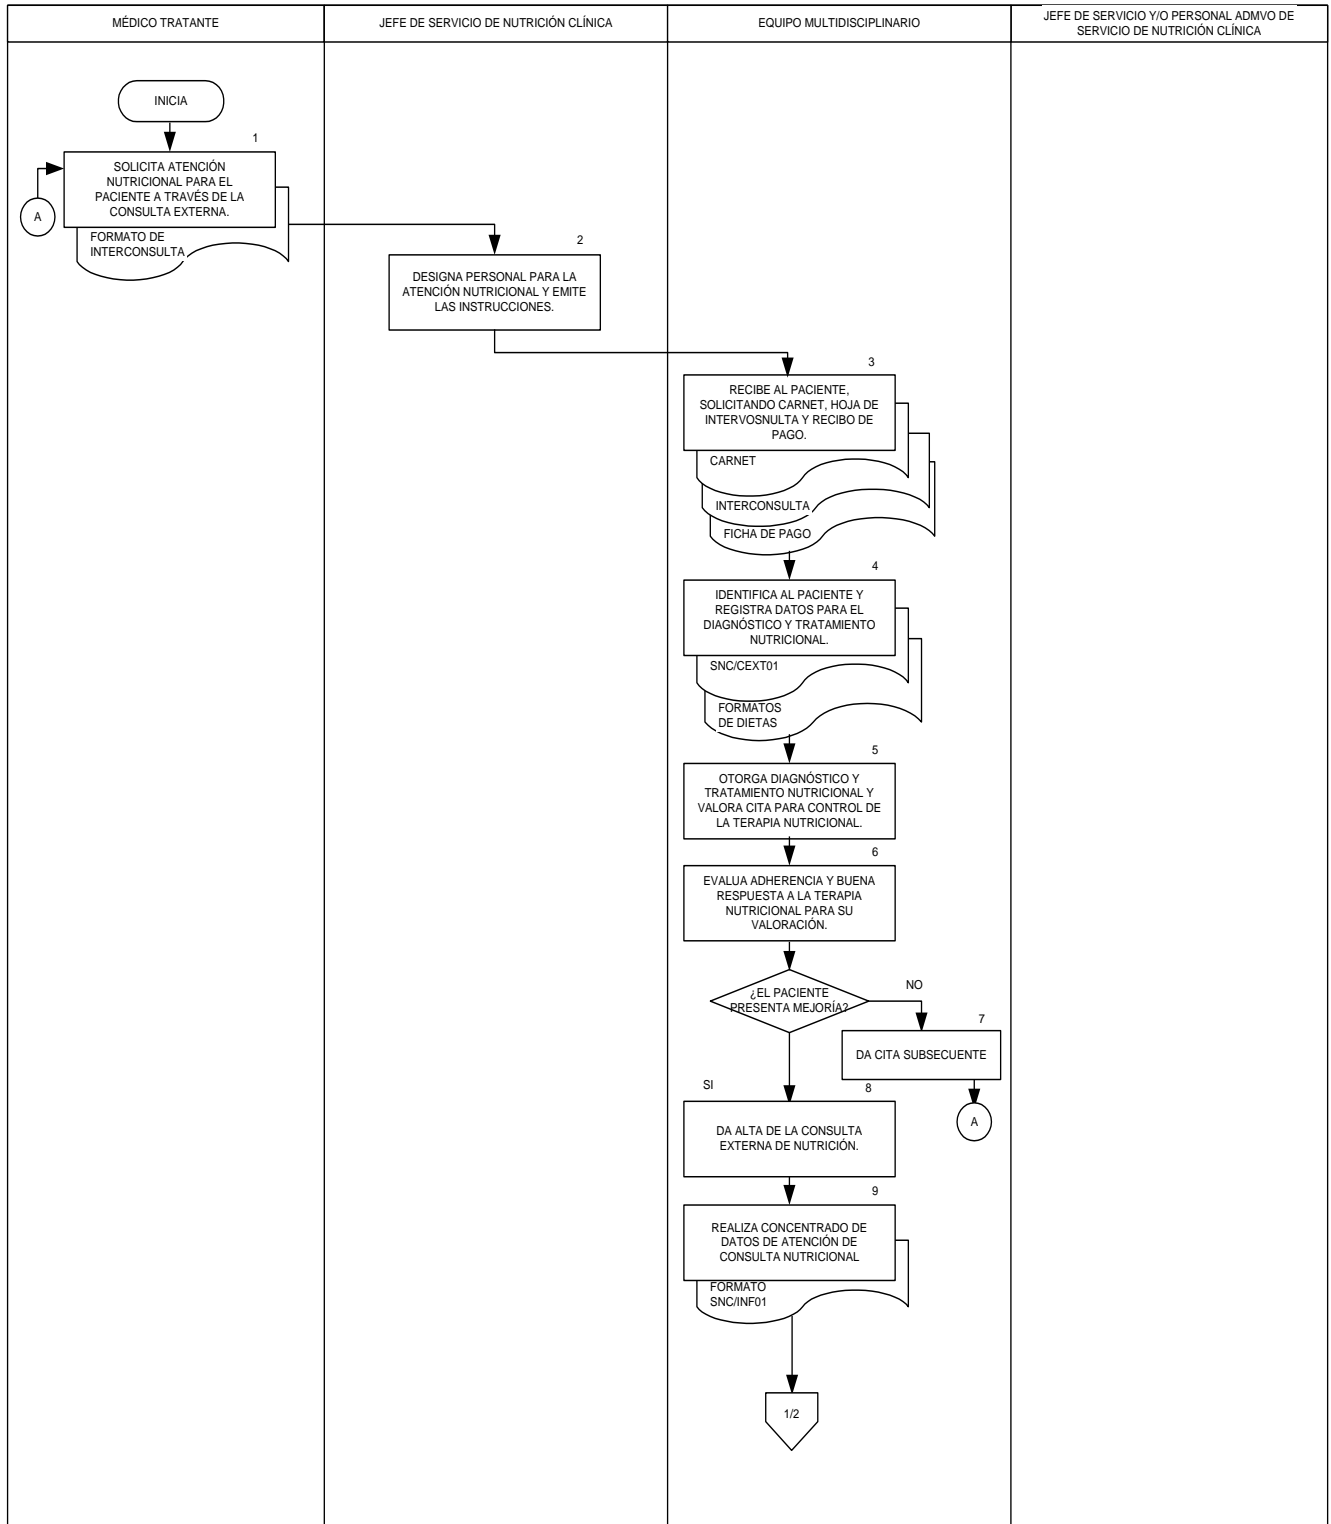 MÉDICO TRATANTE
JEFE DE SERVICIO DE NUTRICIÓN CLÍNICA
EQUIPO MULTIDISCIPLINARIO
JEFE DE SERVICIO Y/O PERSONAL ADMVO DE
SERVICIO DE NUTRICIÓN CLÍNICA
INICIA
1
SOLICITA ATENCIÓN
NUTRICIONAL PARA EL
PACIENTE A TRAVÉS DE LA
CONSULTA EXTERNA.
A
FORMATO DE
INTERCONSULTA
2
DESIGNA PERSONAL PARA LA
ATENCIÓN NUTRICIONAL Y EMITE
LAS INSTRUCCIONES.
3
RECIBE AL PACIENTE,
SOLICITANDO CARNET, HOJA DE
INTERVOSNULTA Y RECIBO DE
PAGO.
CARNET
INTERCONSULTA
FICHA DE PAGO
4
IDENTIFICA AL PACIENTE Y
REGISTRA DATOS PARA EL
DIAGNÓSTICO Y TRATAMIENTO
NUTRICIONAL.
SNC/CEXT01
FORMATOS
DE DIETAS
5
OTORGA DIAGNÓSTICO Y
TRATAMIENTO NUTRICIONAL Y
VALORA CITA PARA CONTROL DE
LA TERAPIA NUTRICIONAL.
6
EVALUA ADHERENCIA Y BUENA
RESPUESTA A LA TERAPIA
NUTRICIONAL PARA SU
VALORACIÓN.
¿EL PACIENTE
PRESENTA MEJORÍA?
NO
7
DA CITA SUBSECUENTE
A
SI
8
DA ALTA DE LA CONSULTA
EXTERNA DE NUTRICIÓN.
9
REALIZA CONCENTRADO DE
DATOS DE ATENCIÓN DE
CONSULTA NUTRICIONAL
FORMATO
SNC/INF01
1/2